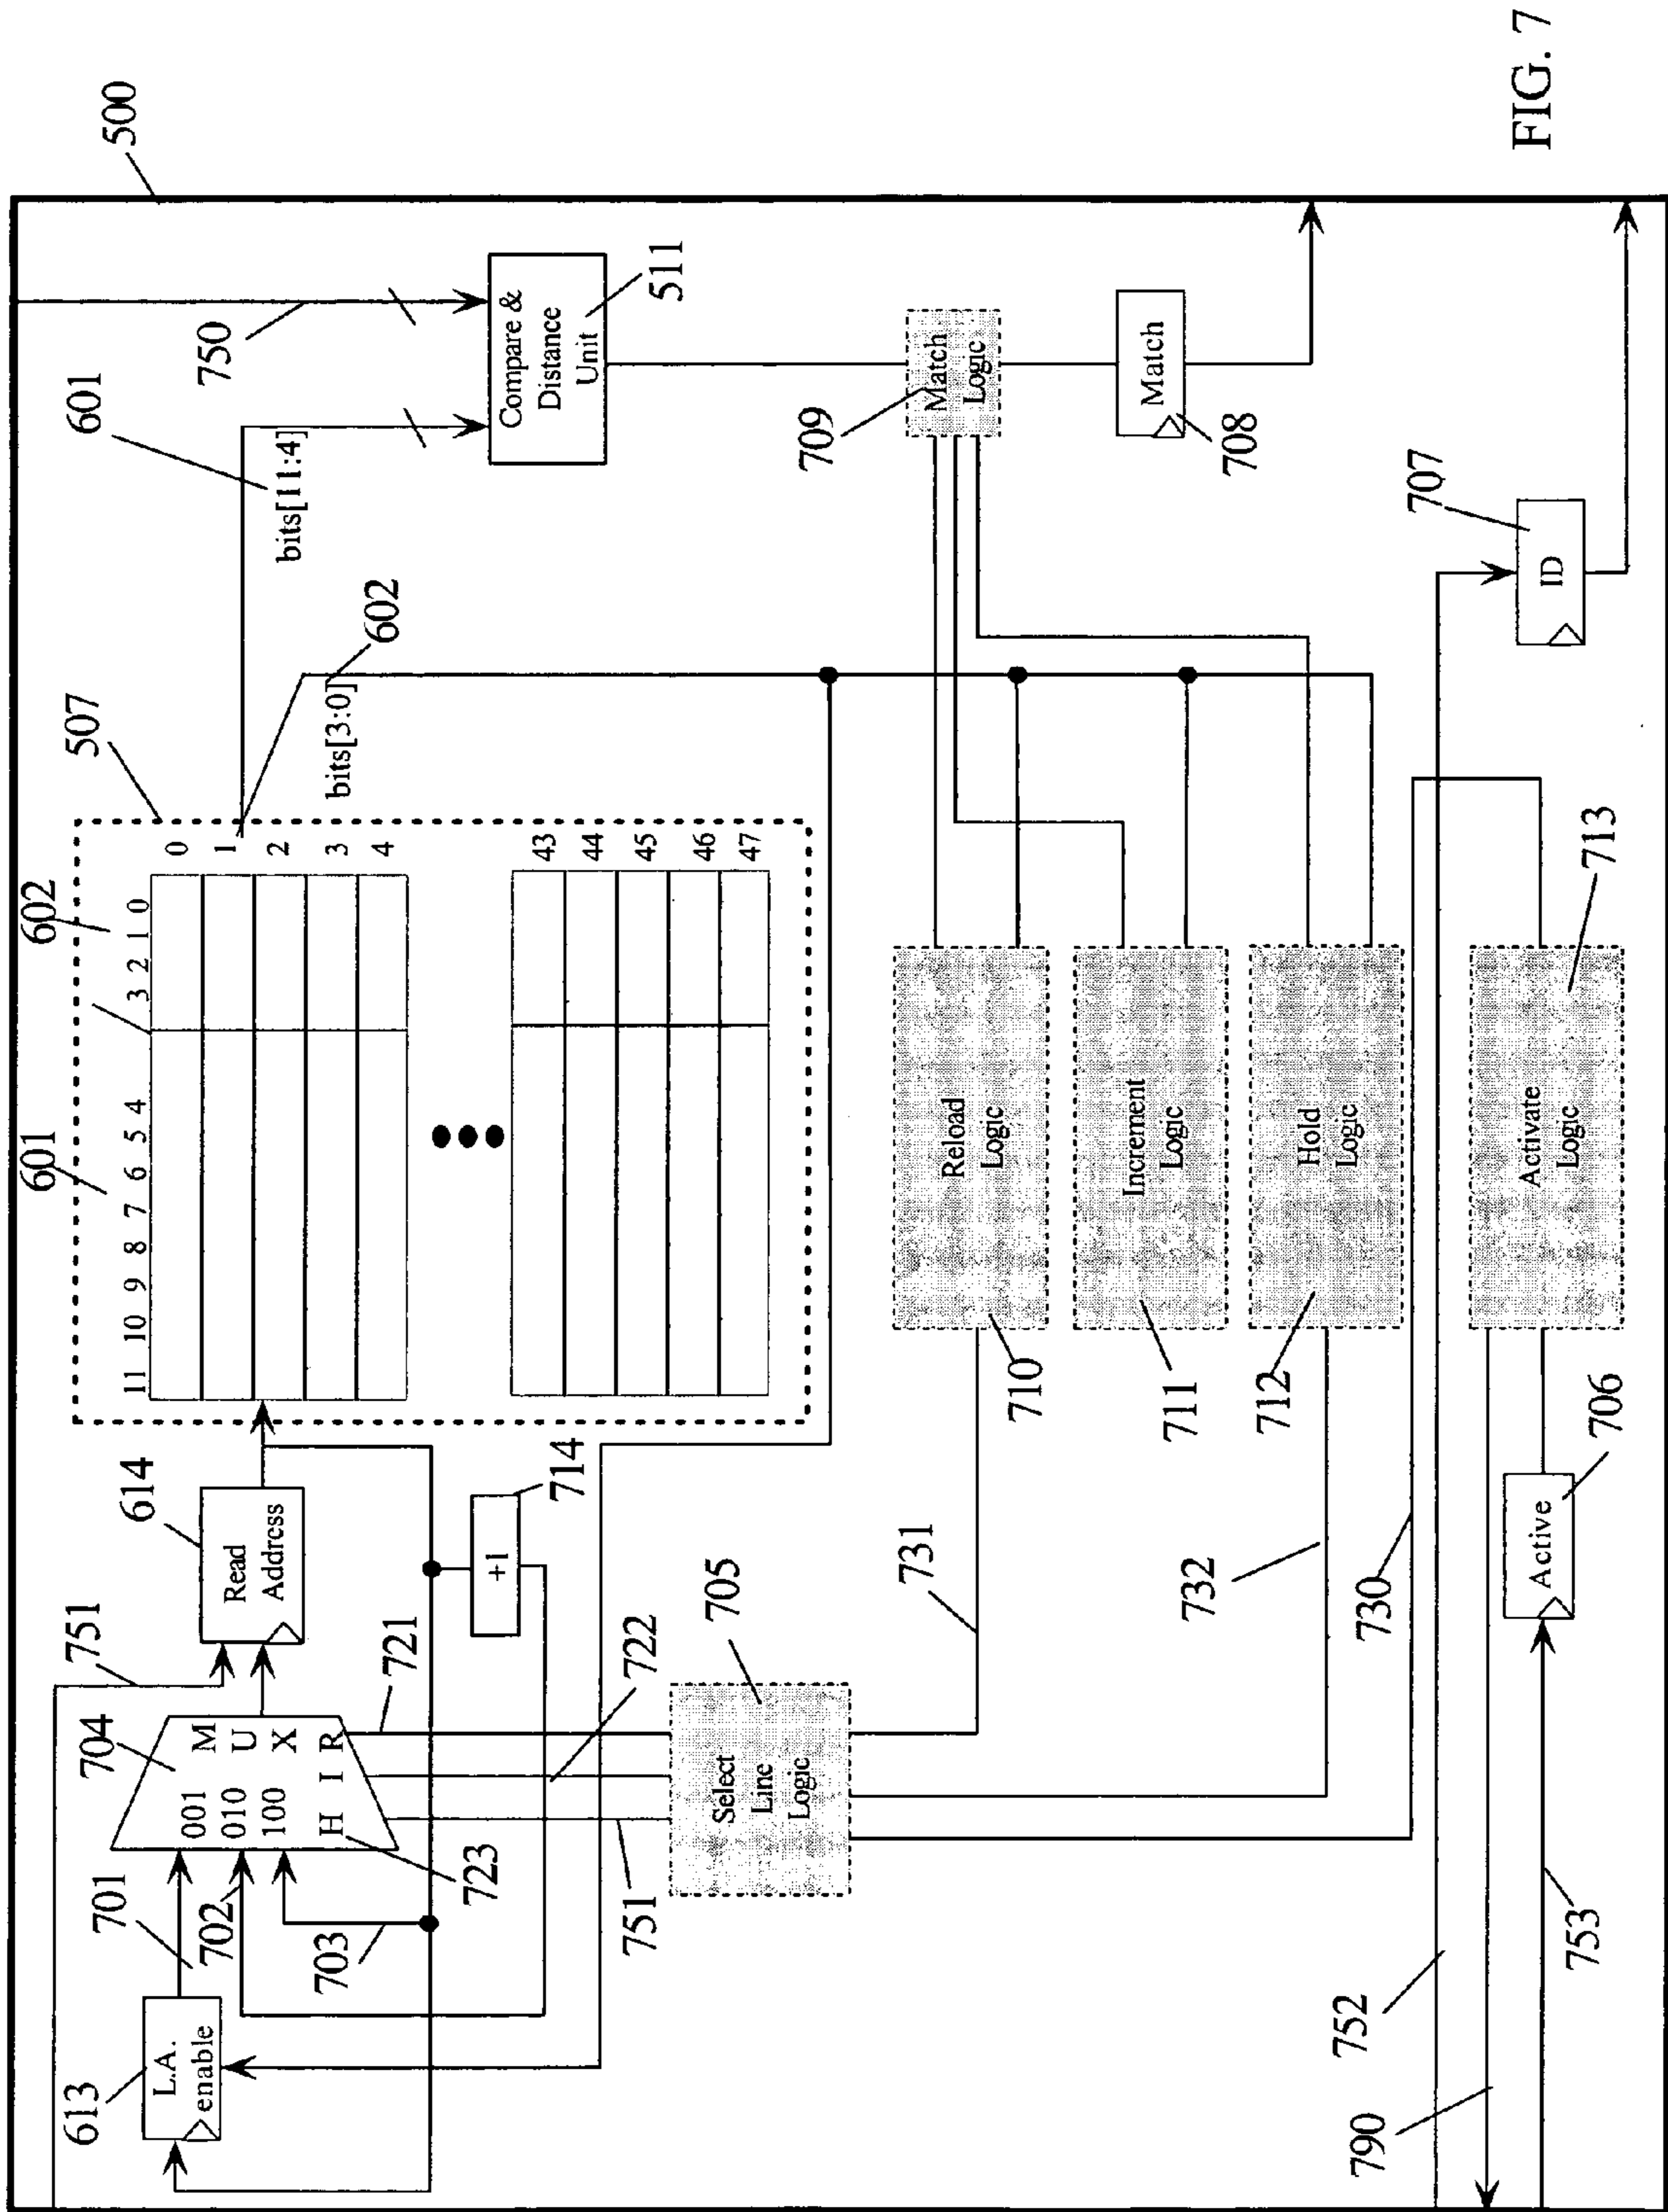 500
751
613
L.A.
enable
701
702
703
704
001
010
100
M
U
X
H I R
723
721
722
751
614
Read
Address
+1
714
601
602
507
11 10 9 8 7 6 5 4 3 2 1 0
0
1
2
3
4
43
44
45
46
47
601
bits[11:4]
602
bits[3:0]
750
Compare &
Distance
Unit
511
705
Select
Line
Logic
731
732
730
Reload
Logic
710
Increment
Logic
711
Hold
Logic
712
Activate
Logic
713
709
Match
Logic
Match
708
707
ID
Active
706
752
790
753
FIG. 7